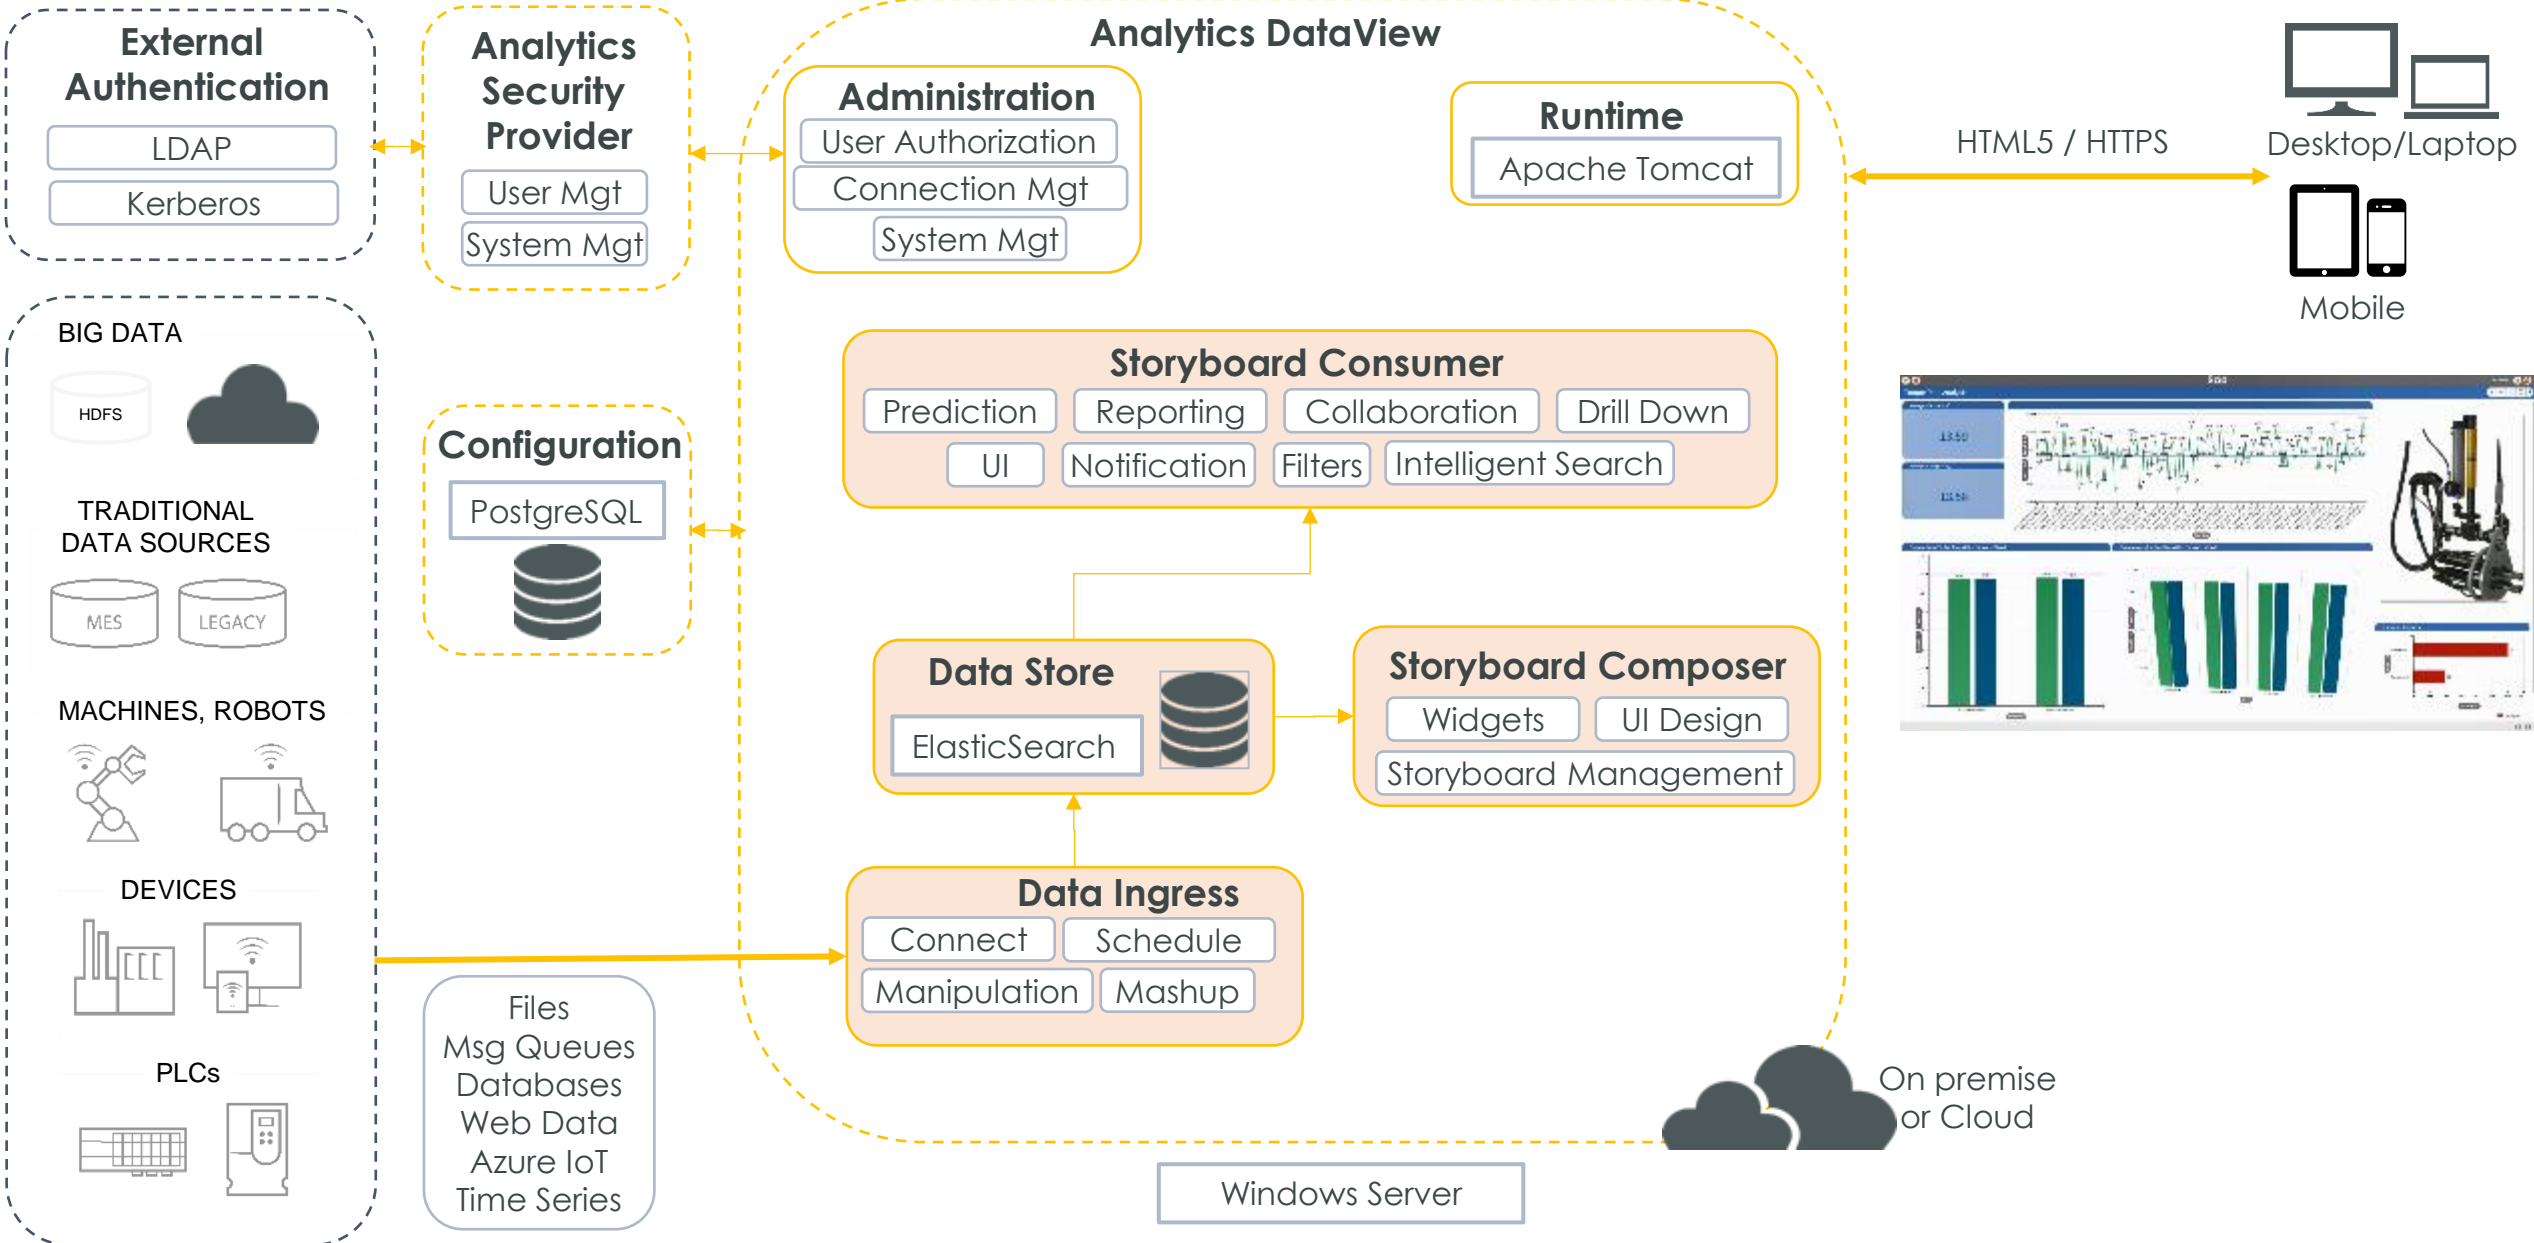 External
Authentication
LDAP
Kerberos
Analytics
Security
Provider
User Mgt
System Mgt
Analytics DataView
Administration
User Authorization
Connection Mgt
System Mgt
Runtime
Apache Tomcat
HTML5 / HTTPS
Desktop/Laptop
Mobile
BIG DATA
HDFS
TRADITIONAL
DATA SOURCES
MES
LEGACY
MACHINES, ROBOTS
DEVICES
PLCs
Configuration
PostgreSQL
Storyboard Consumer
Prediction
Reporting
Collaboration
Drill Down
UI
Notification
Filters
Intelligent Search
Data Store
ElasticSearch
Storyboard Composer
Widgets
UI Design
Storyboard Management
Data Ingress
Connect
Schedule
Manipulation
Mashup
Files
Msg Queues
Databases
Web Data
Azure IoT
Time Series
On premise
or Cloud
Windows Server